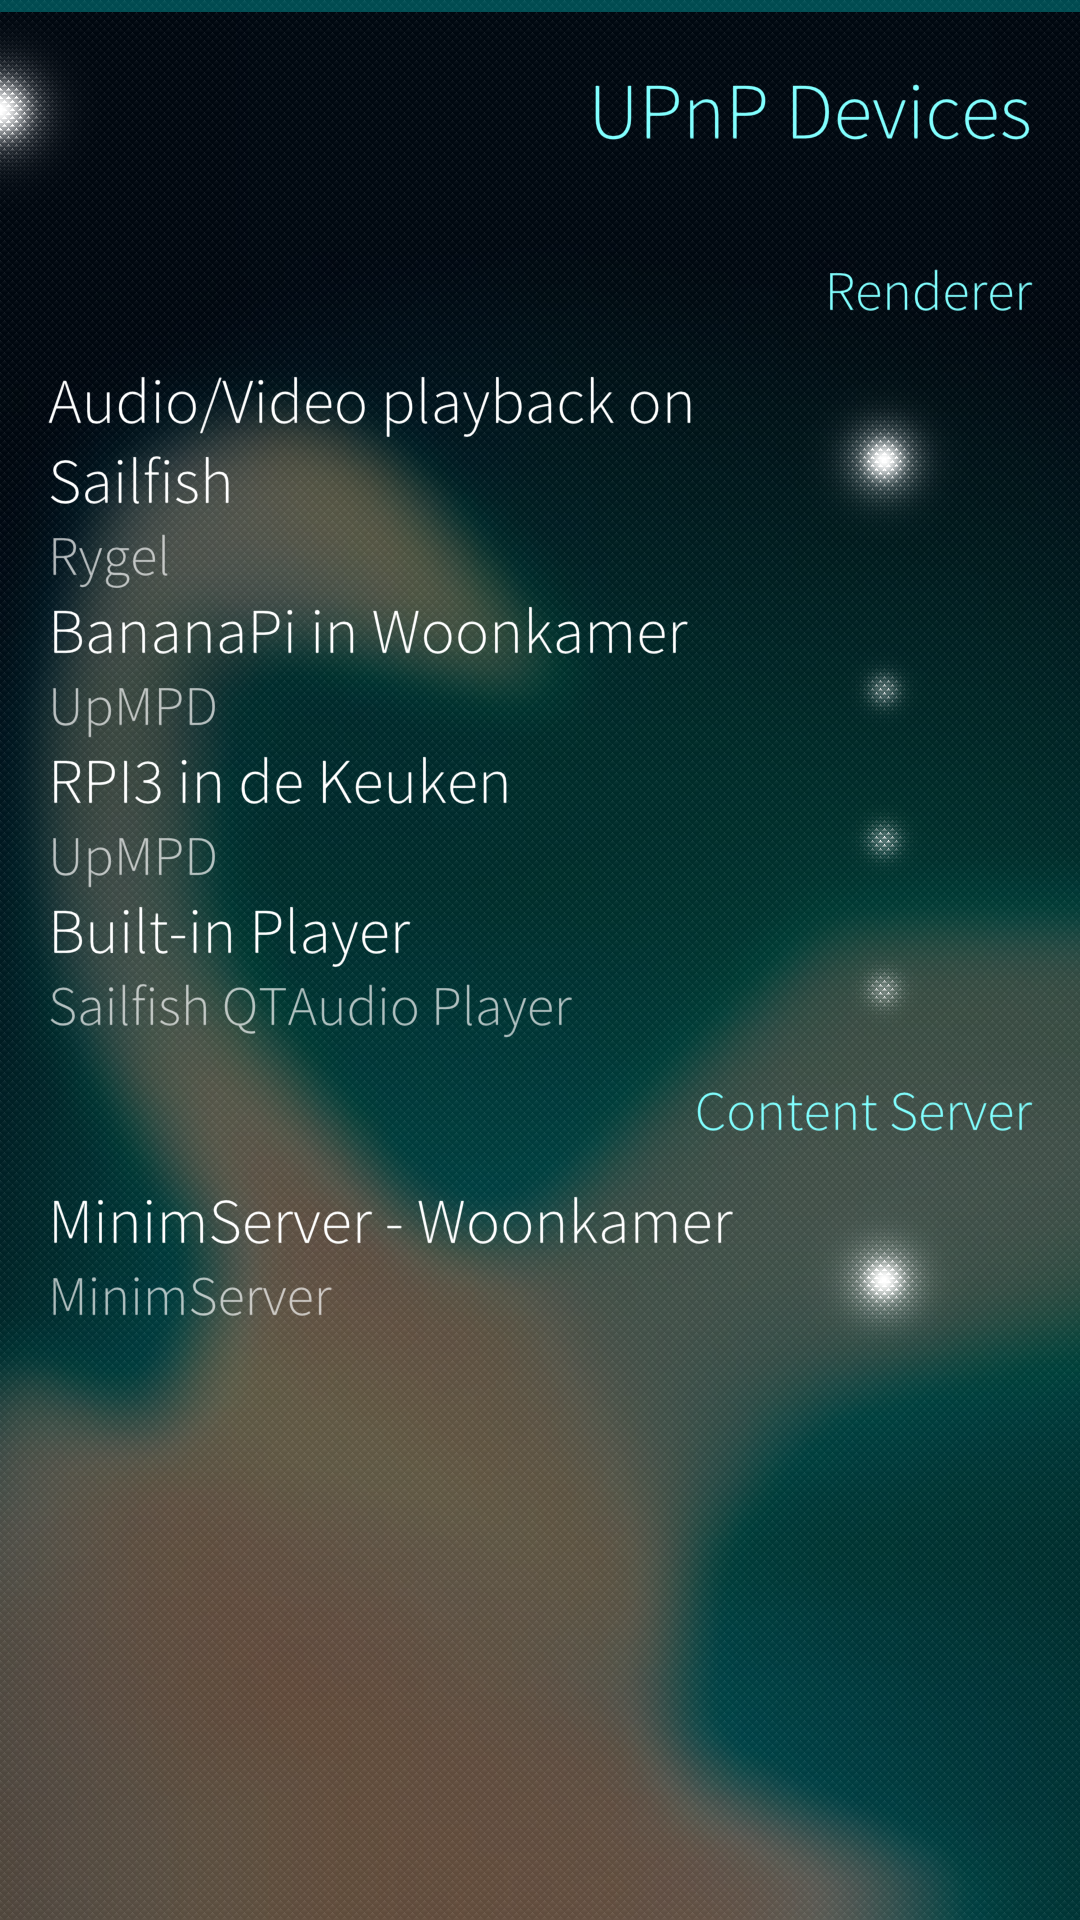 UPnP Devices
Renderer
Audio/Video playback on
Sailfish
Rygel
BananaPi in Woonkamer
UpMPD
RPI3 in de Keuken
UpMPD
Built-in Player
Sailfish QTAudio Player
Content Server
MinimServer - Woonkamer
MinimServer